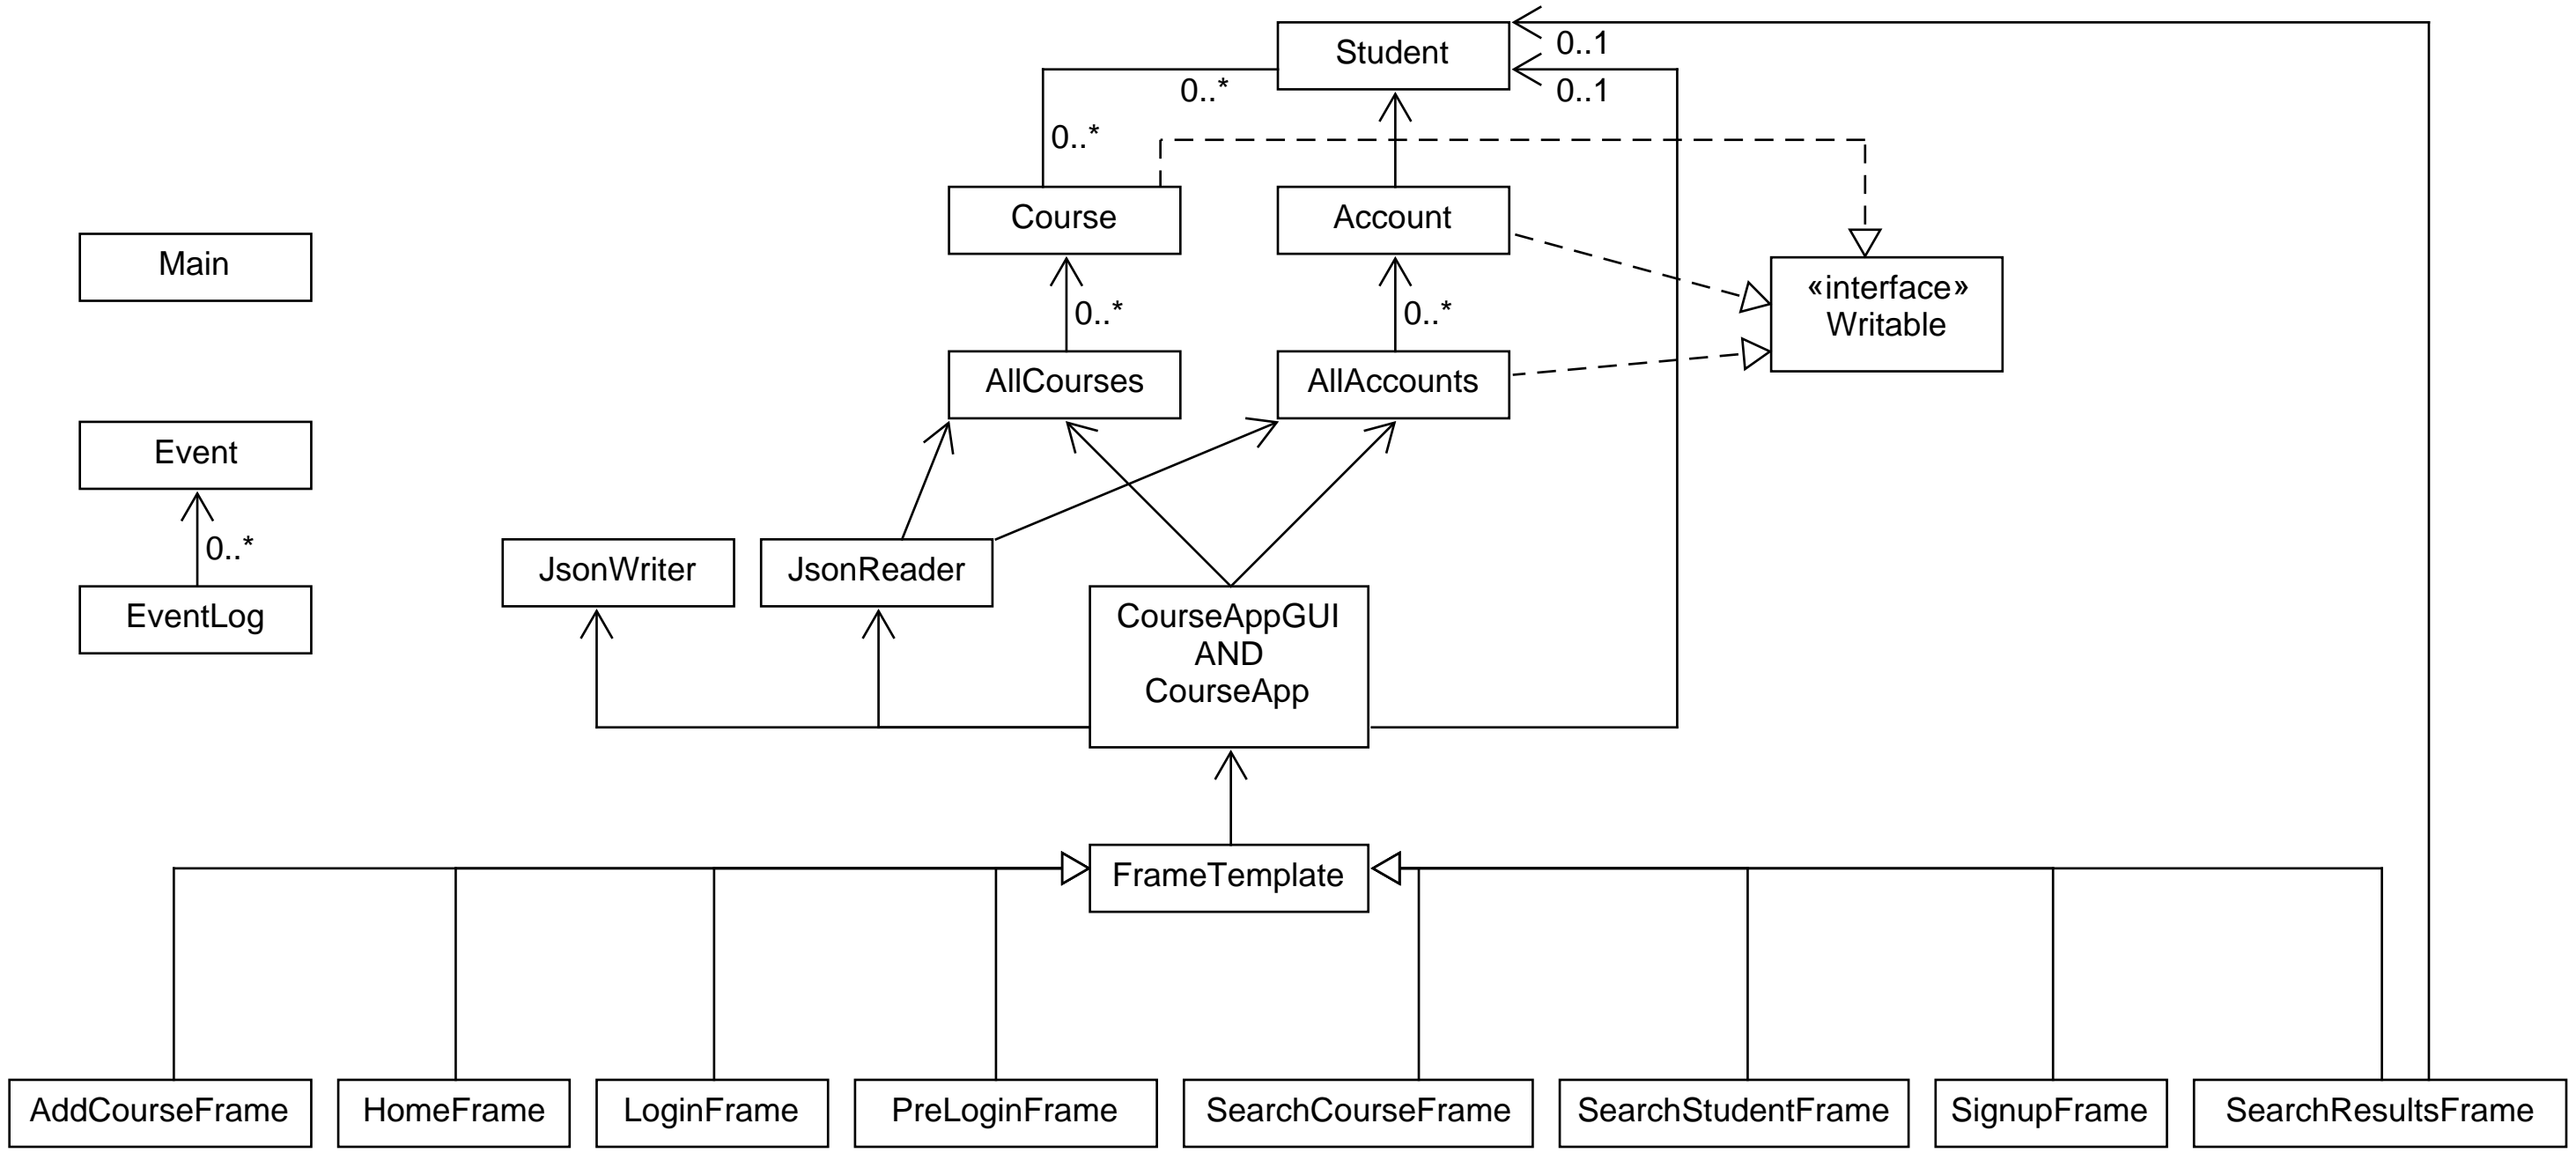 Student
0..1
0..1
0..*
0..*
Course
Account
Main
«interface»
Writable
0..*
0..*
AllCourses
AllAccounts
Event
0..*
JsonWriter
JsonReader
EventLog
CourseAppGUI
AND
CourseApp
FrameTemplate
AddCourseFrame
HomeFrame
LoginFrame
PreLoginFrame
SearchCourseFrame
SearchStudentFrame
SignupFrame
SearchResultsFrame